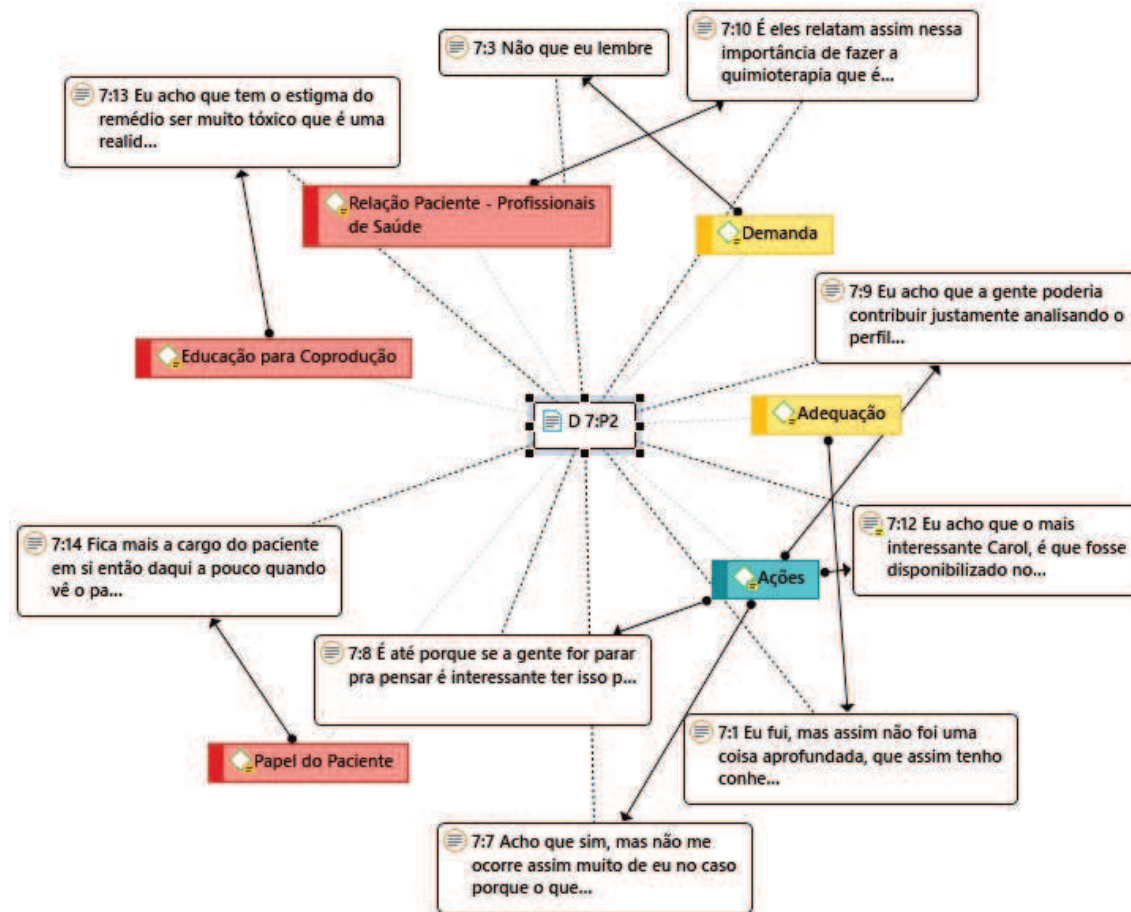 7:3 Não que eu lembre
7:10 É eles relatam assim nessa
importância de fazer a
quimioterapia que é...
7:13 Eu acho que tem o estigma do
remédio ser muito tóxico que é uma
realid...
Relação Paciente - Profissionais
de Saúde
Demanda
7:9 Eu acho que a gente poderia
contribuir justamente analisando o
perfil...
Educação para Coprodução
D 7:P2
Adequação
7:12 Eu acho que o mais
interessante Carol, é que fosse
disponibilizado no...
7:14 Fica mais a cargo do paciente
em si então daqui a pouco quando
vê o pa...
Ações
7:8 É até porque se a gente for parar
pra pensar é interessante ter isso p...
7:1 Eu fui, mas assim não foi uma
coisa aprofundada, que assim tenho
conhe...
Papel do Paciente
7:7 Acho que sim, mas não me
ocorre assim muito de eu no caso
porque o que...